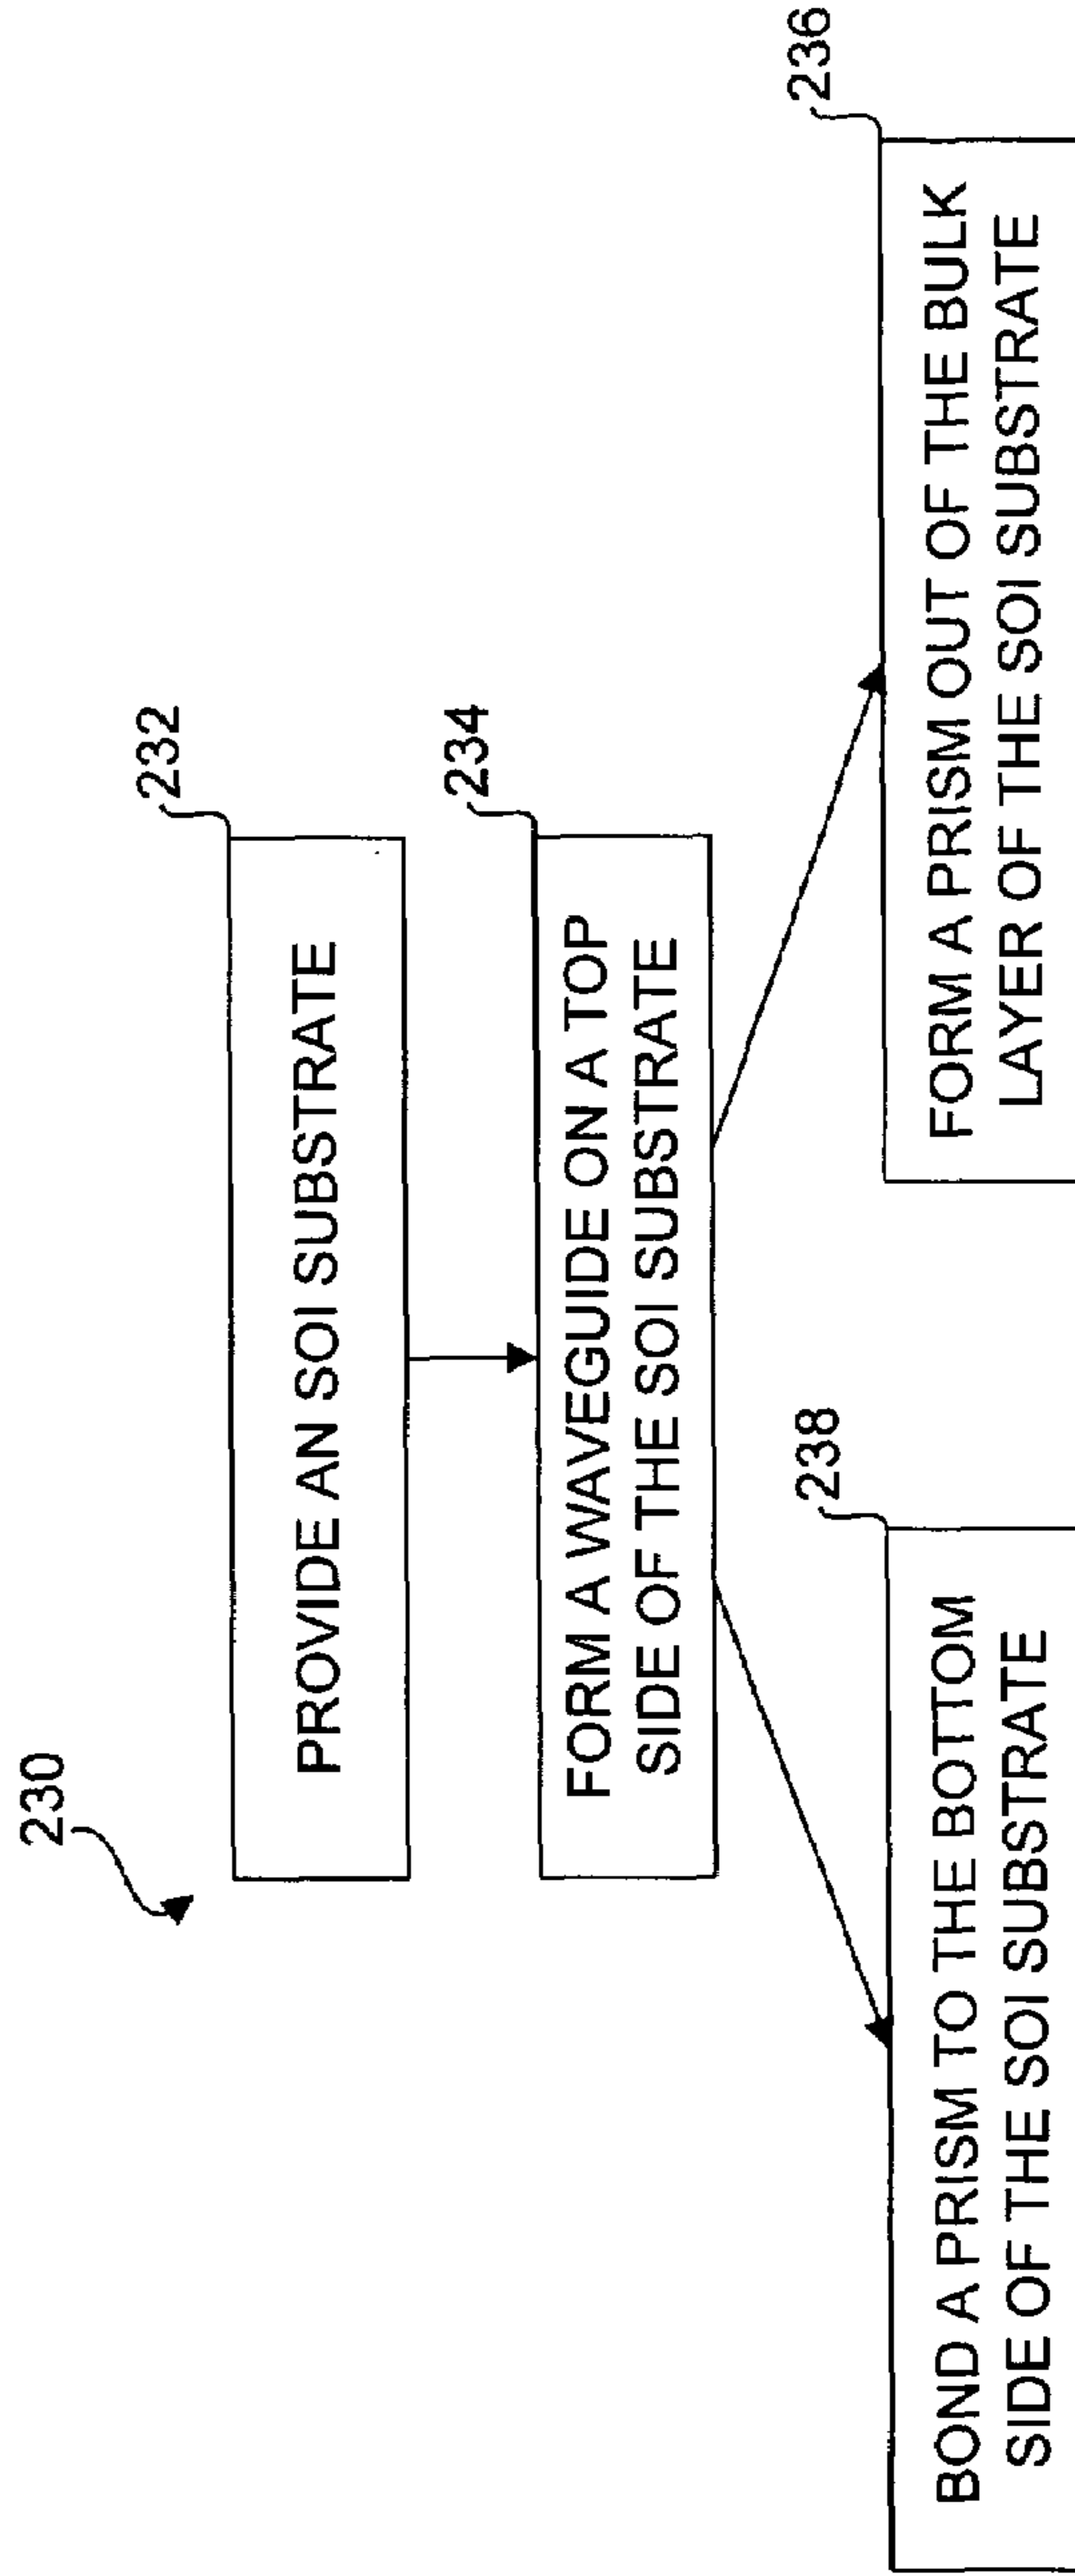 230
232
PROVIDE AN SOI SUBSTRATE
234
FORM A WAVEGUIDE ON A TOP
SIDE OF THE SOI SUBSTRATE
238
BOND A PRISM TO THE BOTTOM
SIDE OF THE SOI SUBSTRATE
236
FORM A PRISM OUT OF THE BULK
LAYER OF THE SOI SUBSTRATE